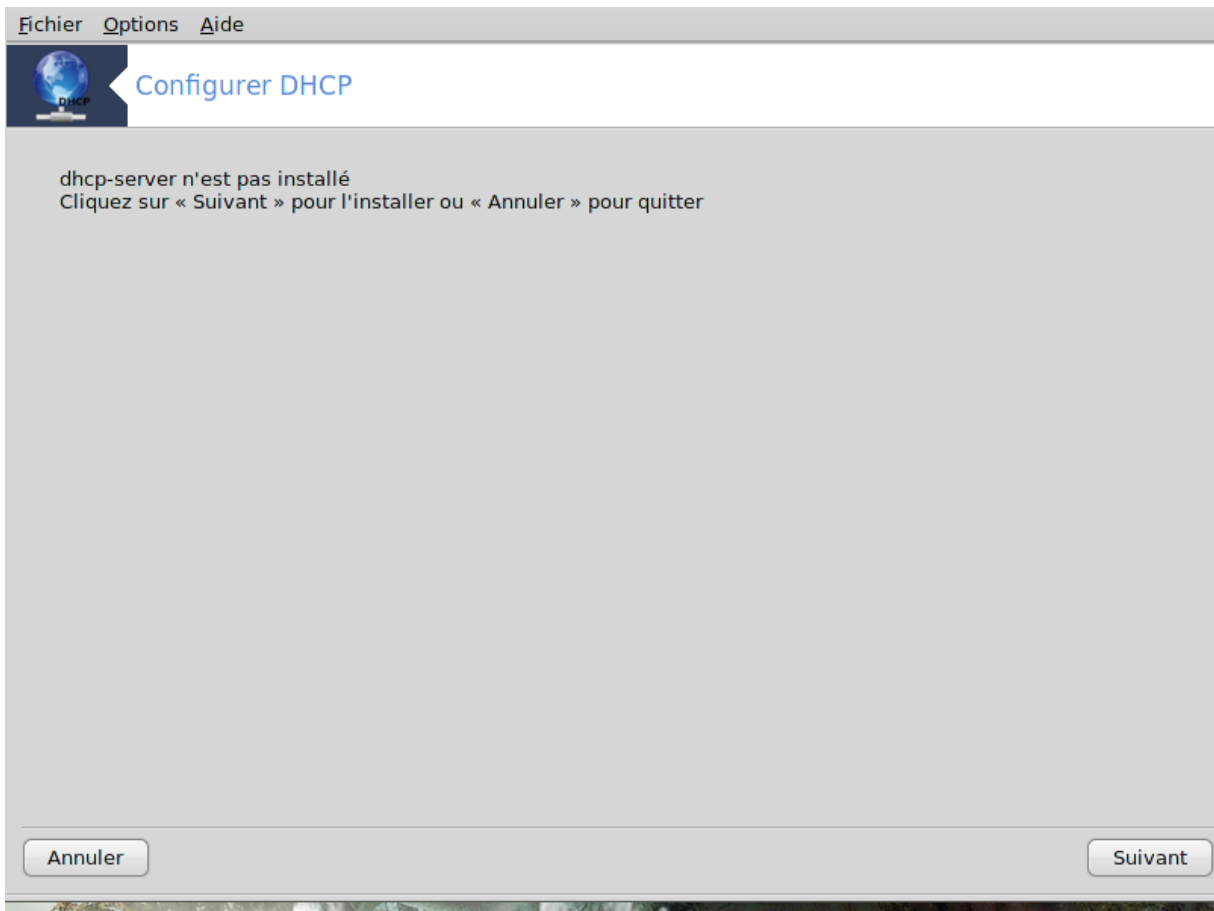 Fichier Options Aide
DHCP
Configurer DHCP
dhcp-server n'est pas installé
Cliquez sur « Suivant » pour l'installer ou « Annuler » pour quitter
Annuler
Suivant